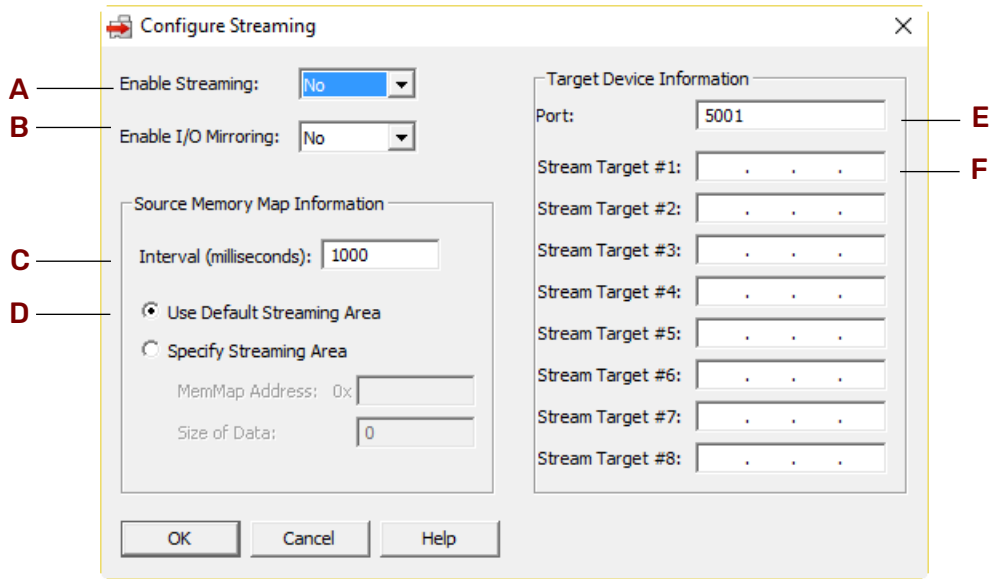 Configure Streaming
A
Enable Streaming: No
B
Enable I/O Mirroring: No
Source Memory Map Information
C
Interval (milliseconds): 1000
D
Use Default Streaming Area
Specify Streaming Area
MemMap Address: 0x
Size of Data: 0
Target Device Information
Port: 5001
E
Stream Target #1: . . .
F
Stream Target #2: . . .
Stream Target #3: . . .
Stream Target #4: . . .
Stream Target #5: . . .
Stream Target #6: . . .
Stream Target #7: . . .
Stream Target #8: . . .
OK Cancel Help